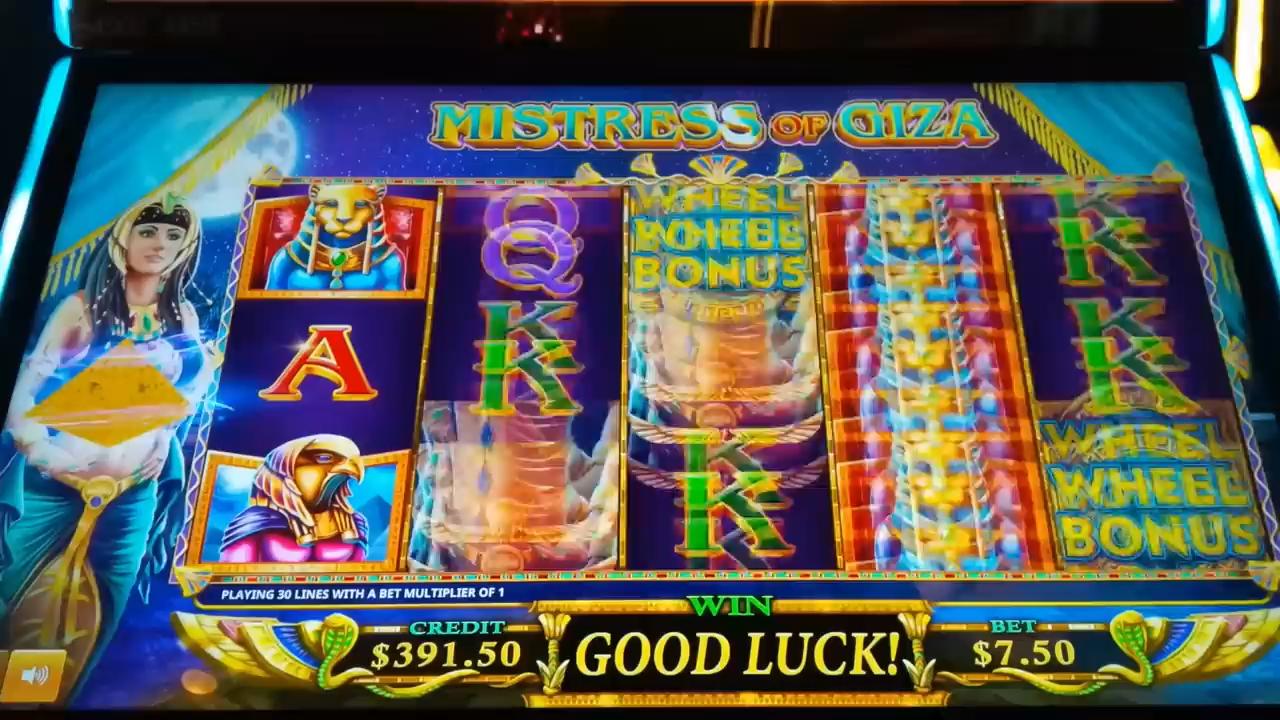 MISTRESS OF GIZA
Q
Q
WHEEL
WHEEL
BONUS
K
K
K
K
A
K
K
K
K
K
K
WHEEL
WHEEL
BONUS
PLAYING 30 LINES WITH A BET MULTIPLIER OF 1
WIN
CREDIT
GOOD LUCK!
BET
$391.50
$7.50